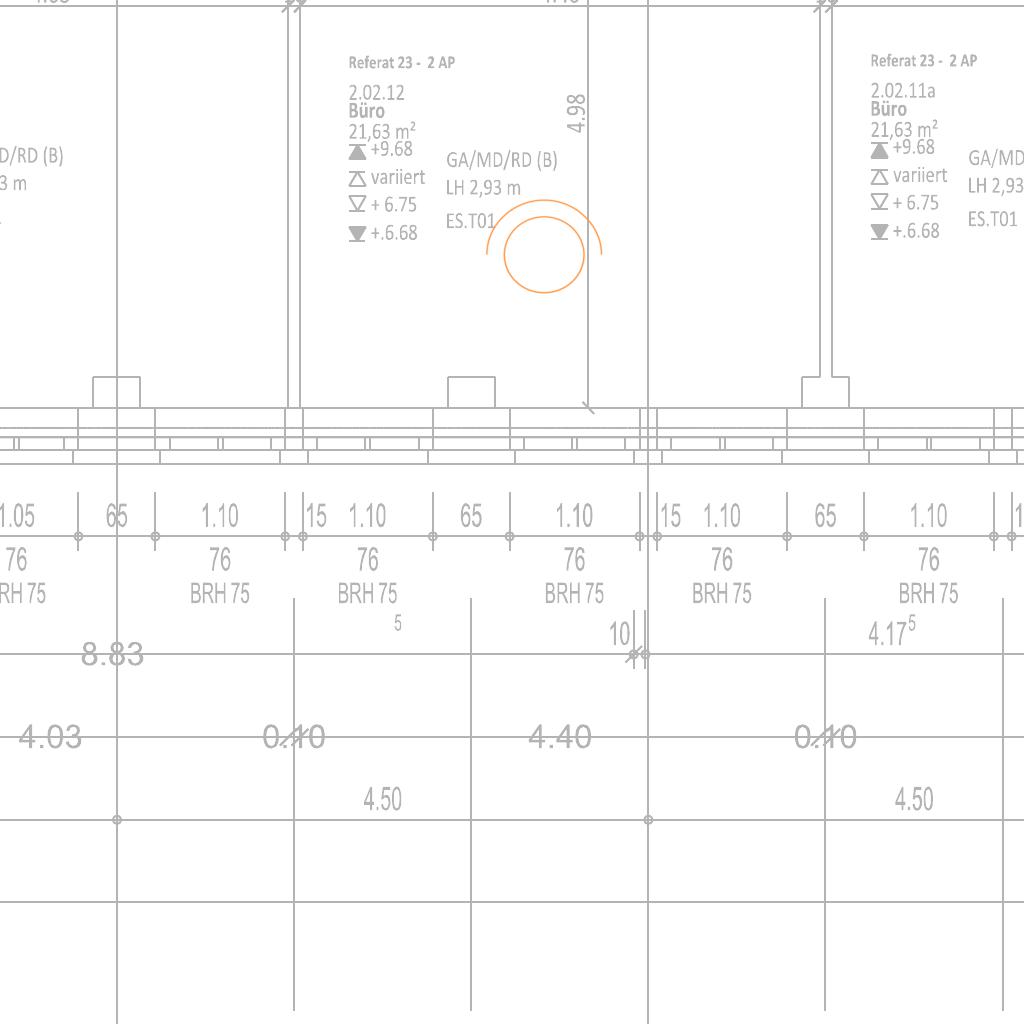 Referat 23 - 2 AP
2.02.12
Büro
21,63 m²
+9.68
variiert
+ 6.75
+.6.68
GA/MD/RD (B)
LH 2,93 m
ES.T01
4.98
Referat 23 - 2 AP
2.02.11a
Büro
21,63 m²
+9.68
variiert
+ 6.75
+.6.68
GA/MD
LH 2,93
ES.T01
D/RD (B)
3 m
1.05 65 1.10 15 1.10 65 1.10 15 1.10 65 1.10 1
76 76 76 76 76 76
RH 75 BRH 75 BRH 75 BRH 75 BRH 75 BRH 75
5 10 4.17⁵
8.83
4.03 0.10 4.40 0.10
4.50 4.50